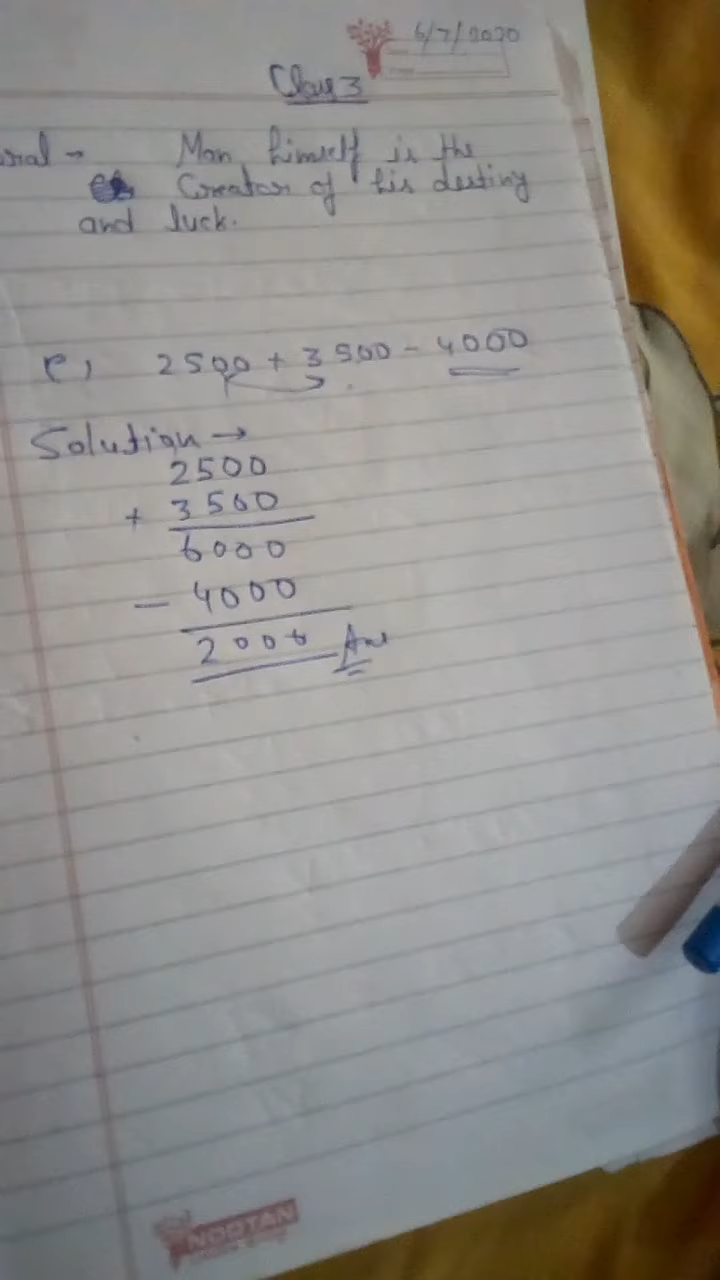 6/7/2020
Class 3
oral → Man himself is the
Creator of his destiny
and luck.
e, 2500 + 3500 - 4000
Solution →
2500
+ 3500
6000
- 4000
2000 Ans
NOOTAN